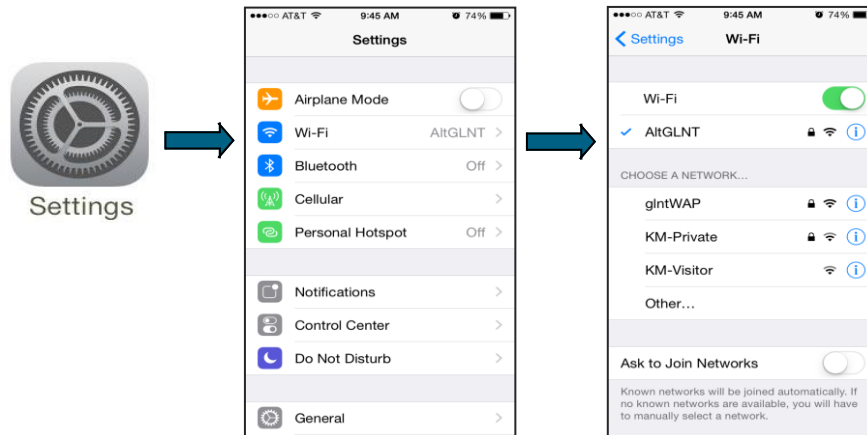 Settings
●●●○○ AT&T 9:45 AM 74%
Settings
Airplane Mode
Wi-Fi AltGLNT
Bluetooth Off
Cellular
Personal Hotspot Off
Notifications
Control Center
Do Not Disturb
General
●●●○○ AT&T 9:45 AM 74%
Settings Wi-Fi
Wi-Fi
AltGLNT
CHOOSE A NETWORK...
glntWAP
KM-Private
KM-Visitor
Other...
Ask to Join Networks
Known networks will be joined automatically. If
no known networks are available, you will have
to manually select a network.